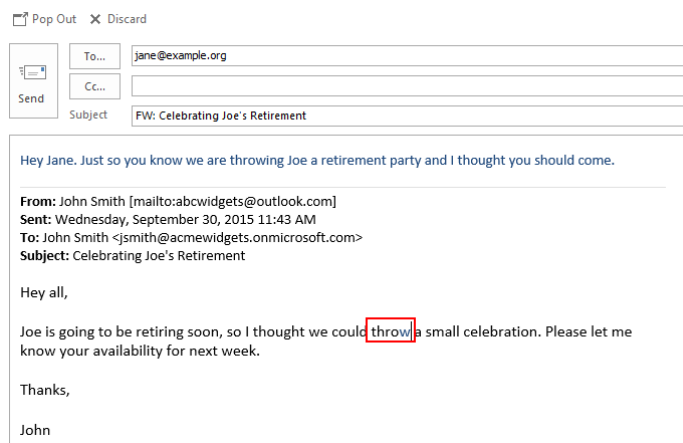 Pop Out Discard
To... jane@example.org
Cc...
Send
Subject FW: Celebrating Joe's Retirement
Hey Jane. Just so you know we are throwing Joe a retirement party and I thought you should come.
From: John Smith [mailto:abcwidgets@outlook.com]
Sent: Wednesday, September 30, 2015 11:43 AM
To: John Smith <jsmith@acmewidgets.onmicrosoft.com>
Subject: Celebrating Joe's Retirement
Hey all,
Joe is going to be retiring soon, so I thought we could throw a small celebration. Please let me
know your availability for next week.
Thanks,
John